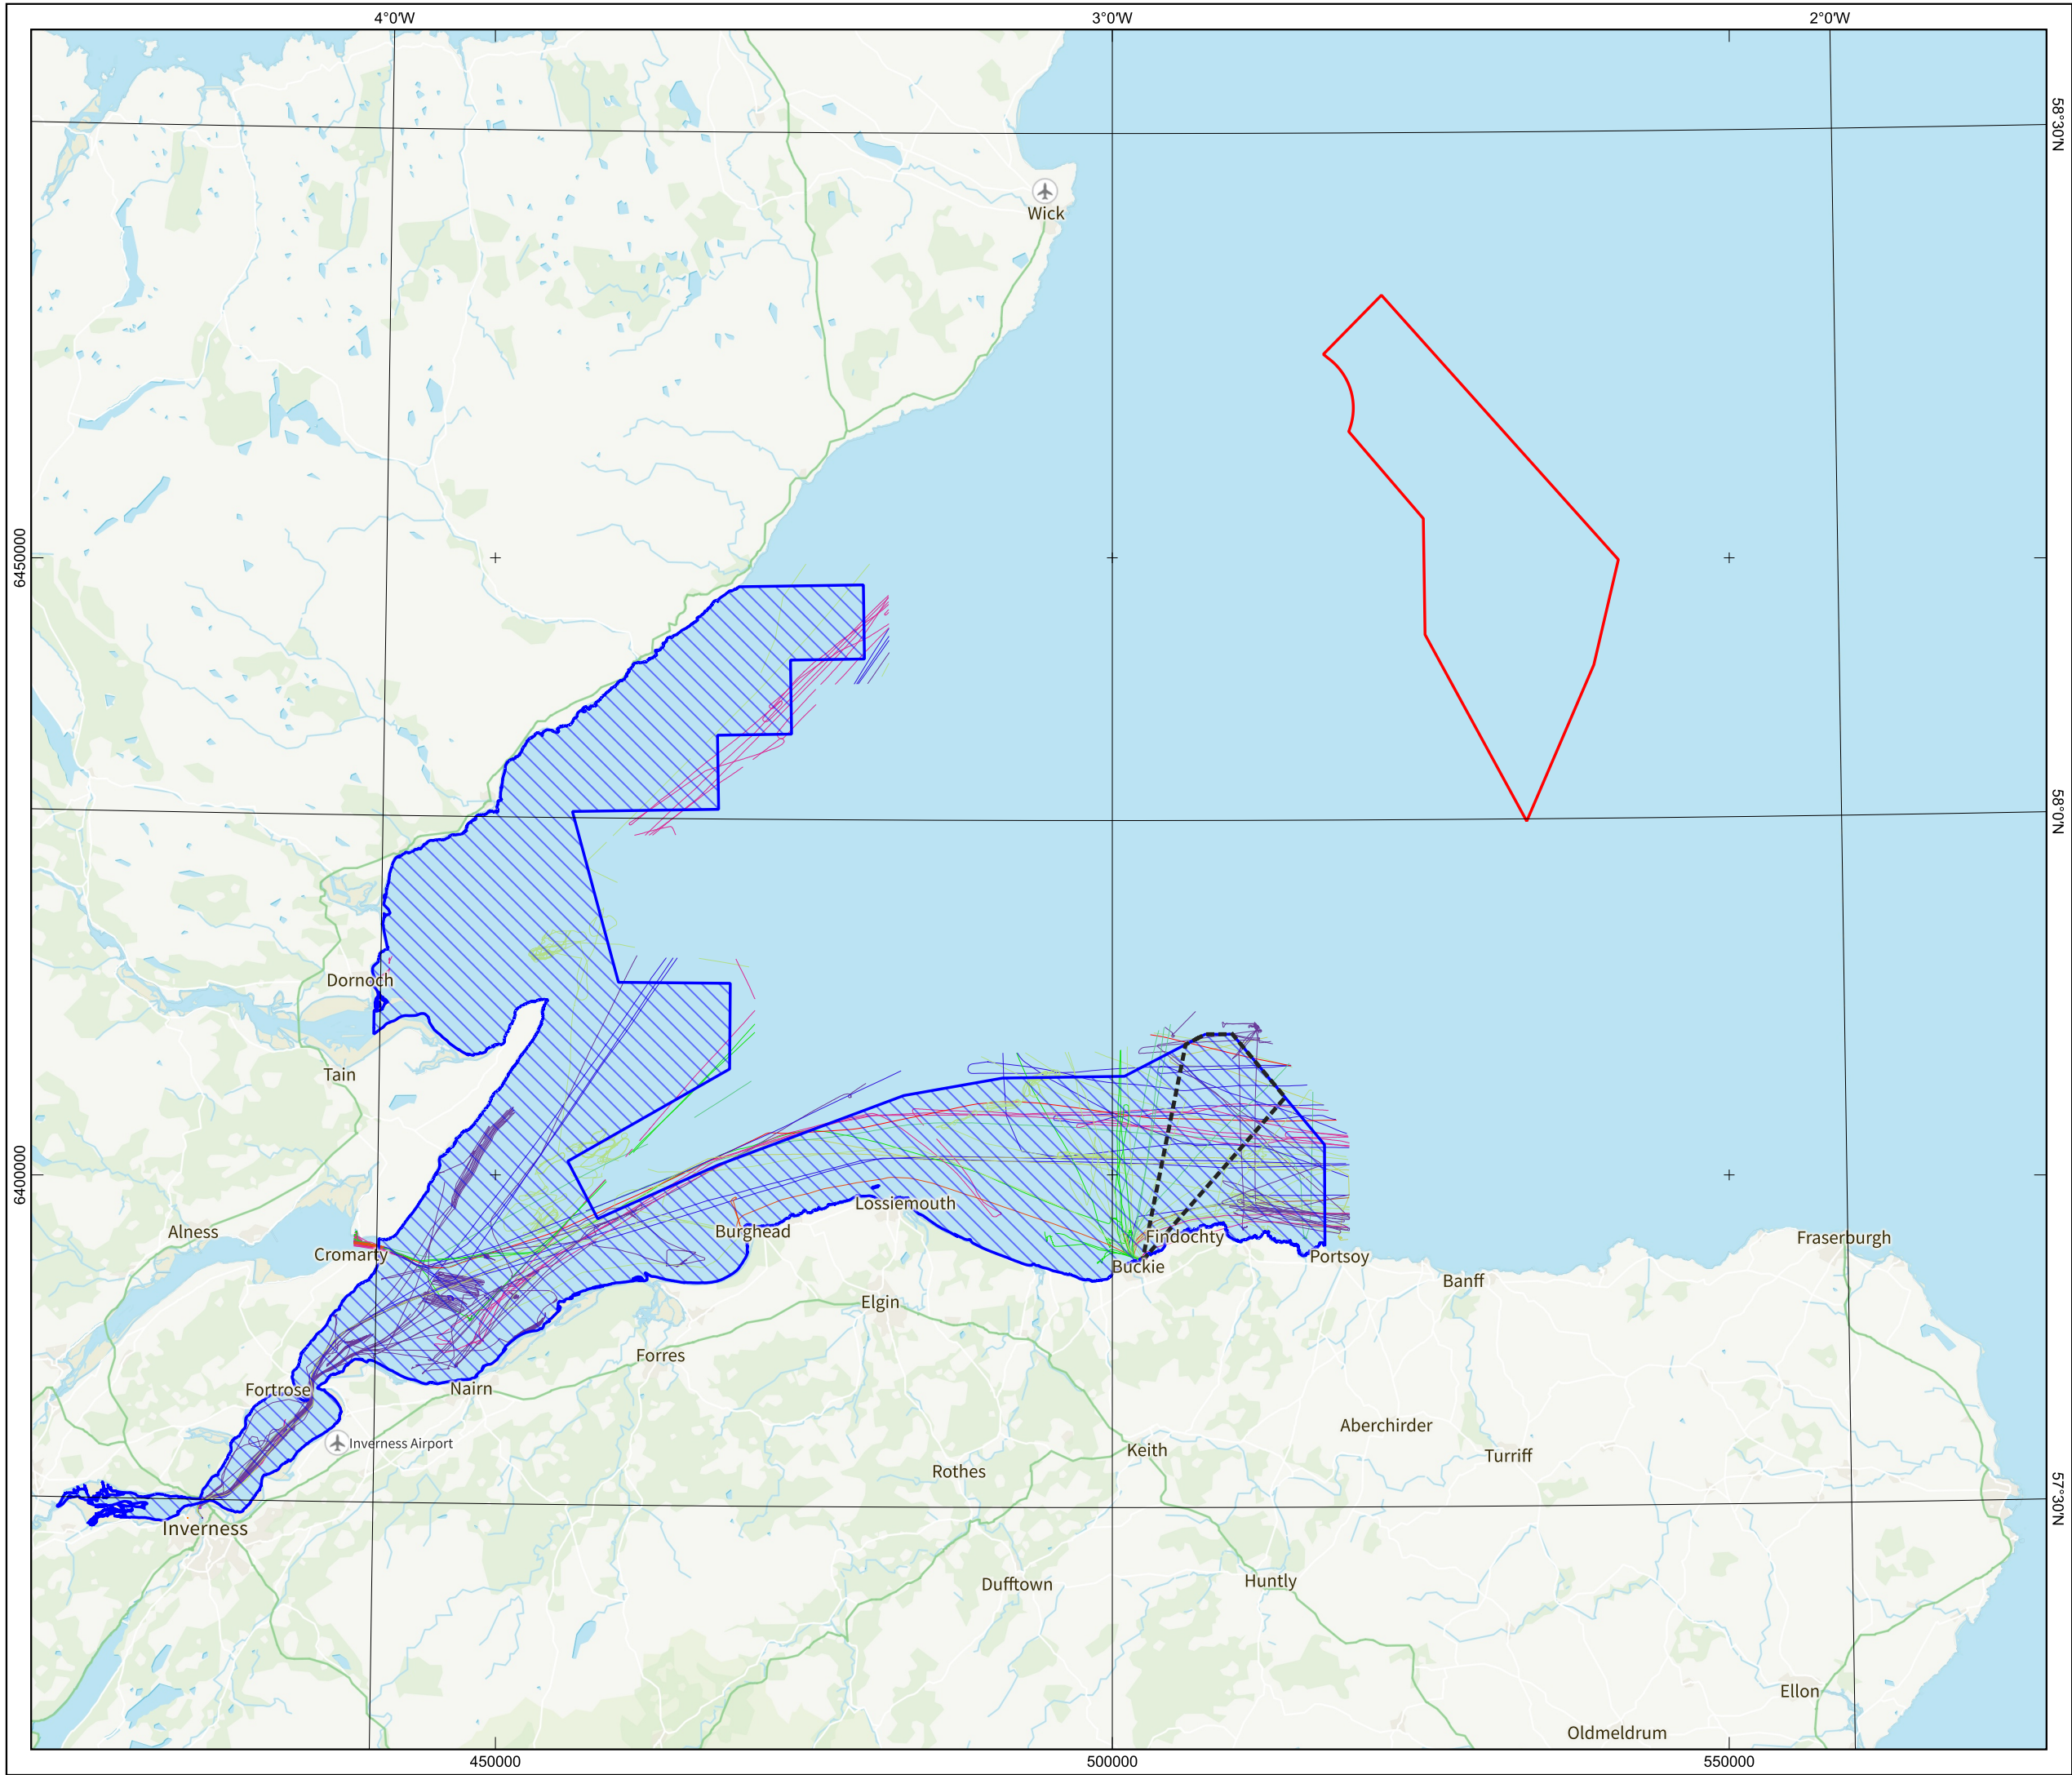 4°0'W
3°0'W
2°0'W
58°30'N
Wick
6450000
58°0'N
Dornoch
Tain
6400000
Alness
Cromarty
Burghead
Lossiemouth
Findochty
Buckie
Portsoy
Banff
Fraserburgh
Elgin
Forres
Fortrose
Nairn
Inverness Airport
Aberchirder
Keith
Turriff
Rothes
57°30'N
Inverness
Dufftown
Huntly
Ellon
Oldmeldrum
450000
500000
550000